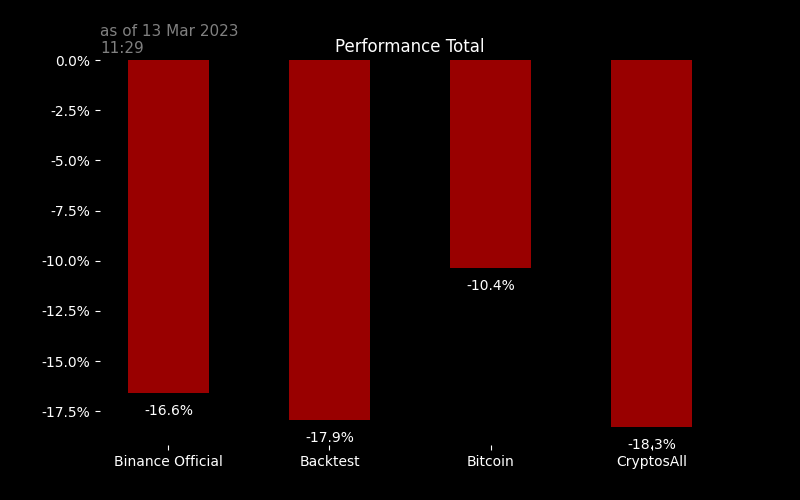 as of 13 Mar 2023
11:29
Performance Total
0.0%
-2.5%
-5.0%
-7.5%
-10.0%
-12.5%
-15.0%
-17.5%
-16.6%
-17.9%
-10.4%
-18.3%
Binance Official
Backtest
Bitcoin
CryptosAll